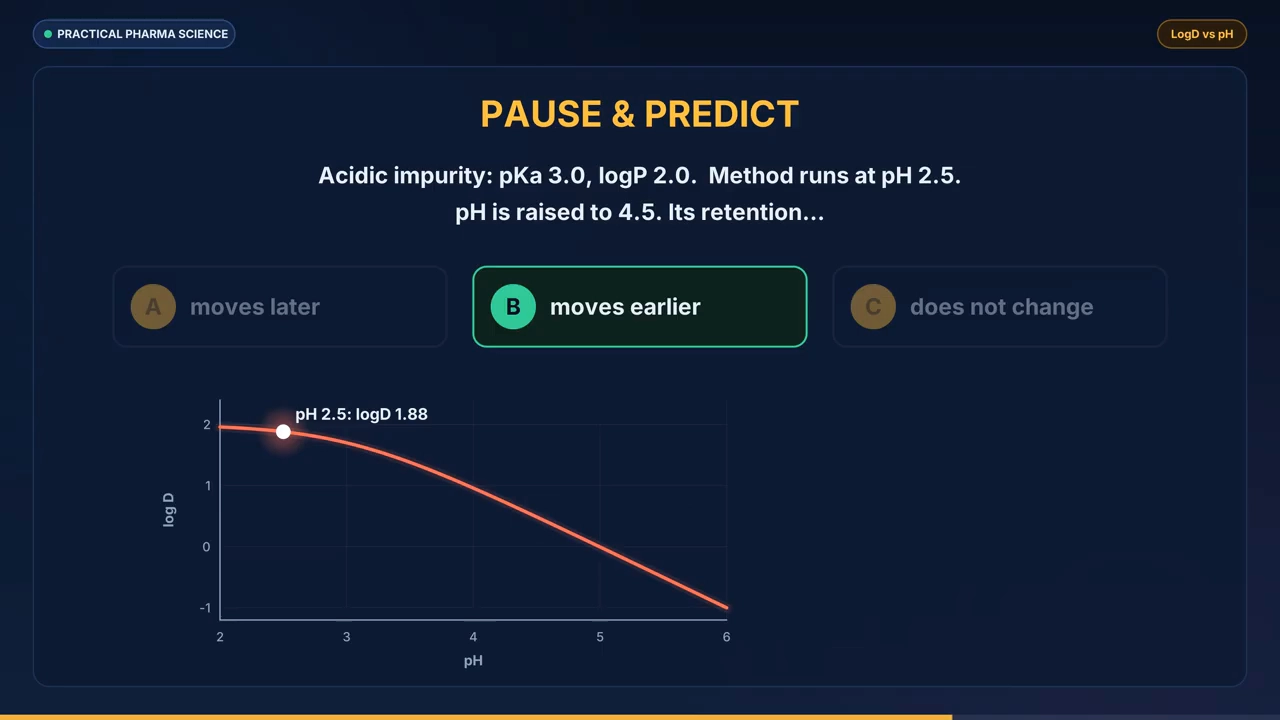 PRACTICAL PHARMA SCIENCE
LogD vs pH
PAUSE & PREDICT
Acidic impurity: pKa 3.0, logP 2.0. Method runs at pH 2.5.
pH is raised to 4.5. Its retention...
A moves later
B moves earlier
C does not change
pH 2.5: logD 1.88
2
1
0
-1
log D
2 3 4 5 6
pH